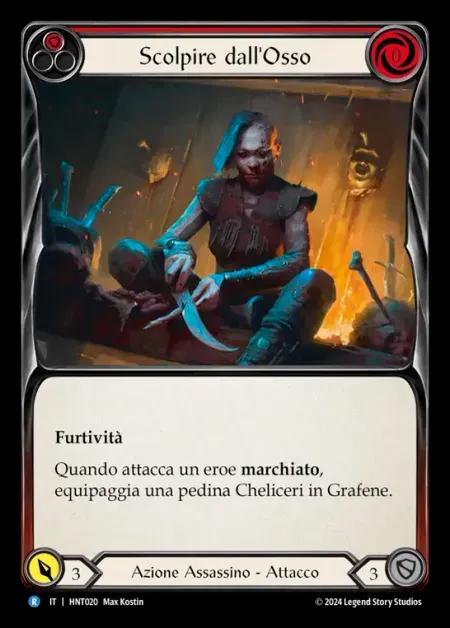 Scolpire dall'Osso
0
Furtività
Quando attacca un eroe marchiato,
equipaggia una pedina Cheliceri in Grafene.
3 Azione Assassino - Attacco 3
R IT | HNT020 Max Kostin © 2024 Legend Story Studios